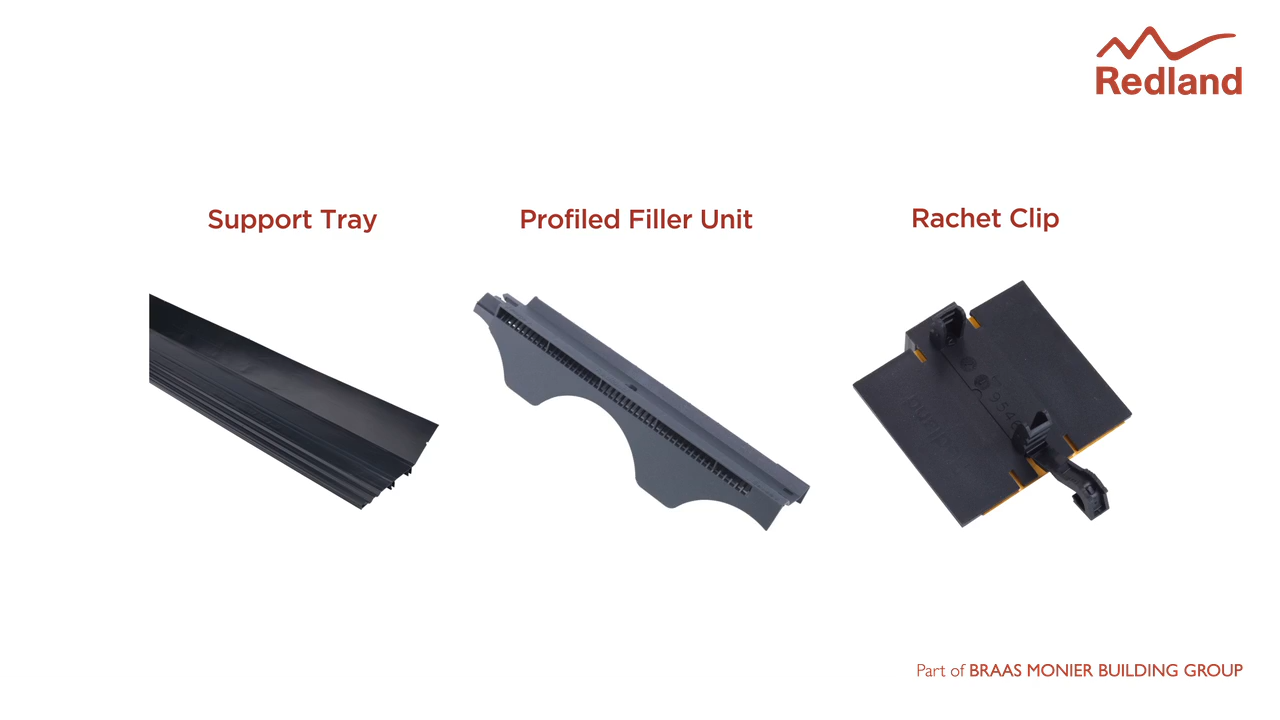 Redland
Support Tray
Profiled Filler Unit
Rachet Clip
Part of BRAAS MONIER BUILDING GROUP